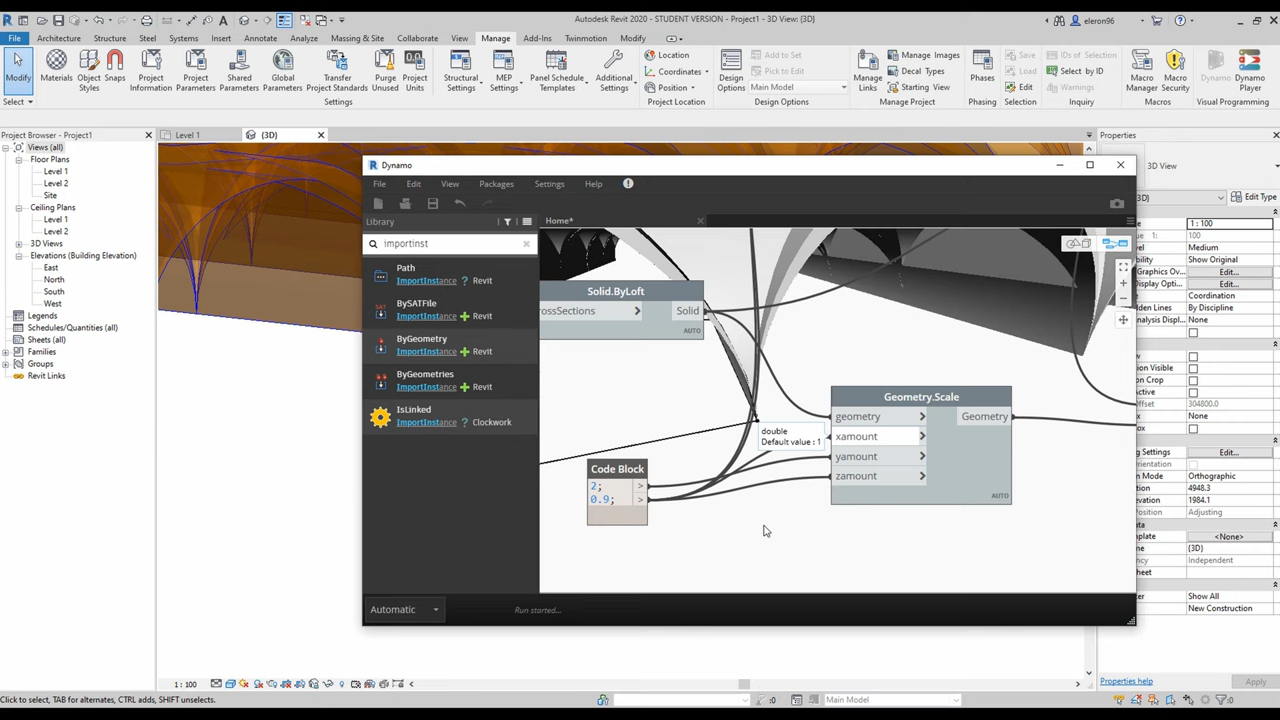 Autodesk Revit 2020 - STUDENT VERSION - Project1 - 3D View: {3D}
eleron96
File Architecture Structure Steel Systems Insert Annotate Analyze Massing & Site Collaborate View Manage Add-Ins Twinmotion Modify
Modify
Materials
Object Styles
Snaps
Project Information
Project Parameters
Shared Parameters
Global Parameters
Transfer Project Standards
Purge Unused
Project Units
Structural Settings
MEP Settings
Panel Schedule Templates
Additional Settings
Location
Coordinates
Position
Design Options
Add to Set
Pick to Edit
Main Model
Manage Links
Manage Images
Decal Types
Starting View
Phases
Save
Load
Edit
IDs of Selection
Select by ID
Warnings
Macro Manager
Macro Security
Dynamo
Dynamo Player
Select
Settings
Project Location
Design Options
Manage Project
Phasing
Selection
Inquiry
Macros
Visual Programming
Project Browser - Project1
Views (all)
Floor Plans
Level 1
Level 2
Site
Ceiling Plans
Level 1
Level 2
3D Views
Elevations (Building Elevation)
East
North
South
West
Legends
Schedules/Quantities (all)
Sheets (all)
Families
Groups
Revit Links
Level 1
{3D}
Dynamo
File Edit View Packages Settings Help
Library
Home*
importinst
Path
ImportInstance ? Revit
BySATFile
ImportInstance + Revit
ByGeometry
ImportInstance + Revit
ByGeometries
ImportInstance + Revit
IsLinked
ImportInstance ? Clockwork
Solid.ByLoft
rossSections > Solid
AUTO
Geometry.Scale
geometry > Geometry
xamount >
yamount >
zamount >
AUTO
double
Default value : 1
Code Block
2; >
0.9; >
Automatic
Run started...
Properties
3D View
Edit Type
1 : 100
100
Medium
Show Original
Edit...
Edit...
Coordination
By Discipline
None
304800.0
None
Edit...
Orthographic
4948.3
1984.1
Adjusting
<None>
{3D}
Independent
Show All
New Construction
Properties help
Apply
Click to select, TAB for alternates, CTRL adds, SHIFT unselects.
1 : 100
:0
Main Model
:0